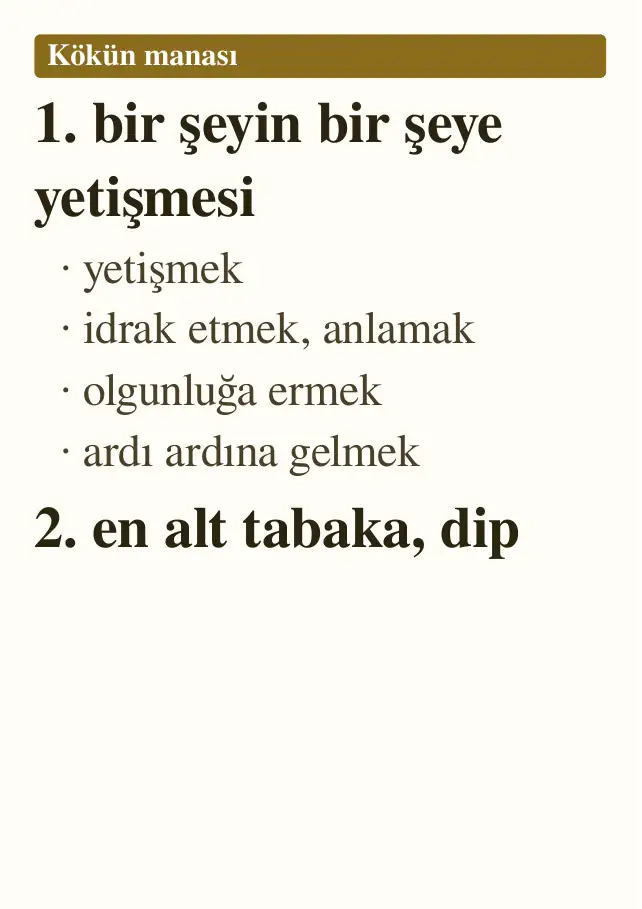 Kökün manası
1. bir şeyin bir şeye
yetişmesi
· yetişmek
· idrak etmek, anlamak
· olgunluğa ermek
· ardı ardına gelmek
2. en alt tabaka, dip